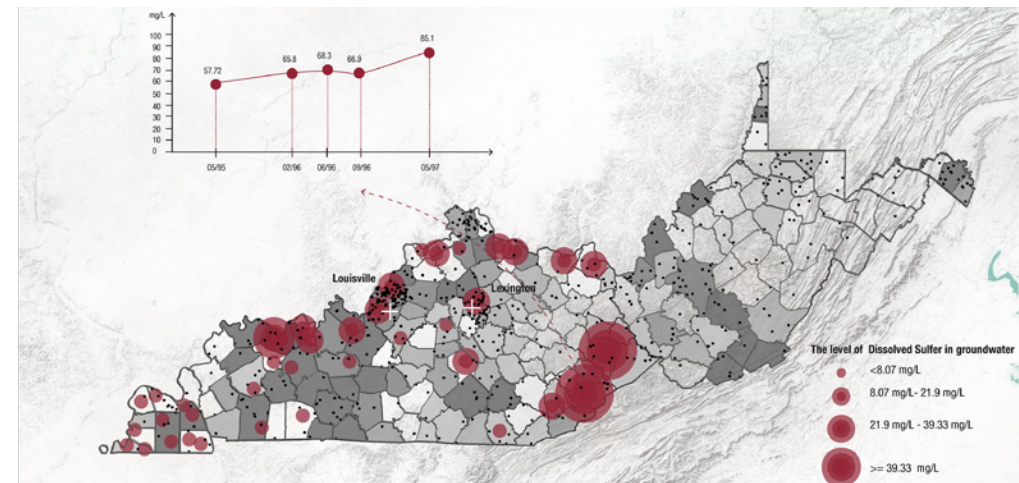 mg/L
100
90
80
70
60
50
40
30
20
10
0
57.72
65.8
68.3
66.9
85.1
05/95
02/96
06/96
09/96
05/97
Louisville
Lexington
The level of Dissolved Sulfer in groundwater
<8.07 mg/L
8.07 mg/L- 21.9 mg/L
21.9 mg/L - 39.33 mg/L
>= 39.33 mg/L